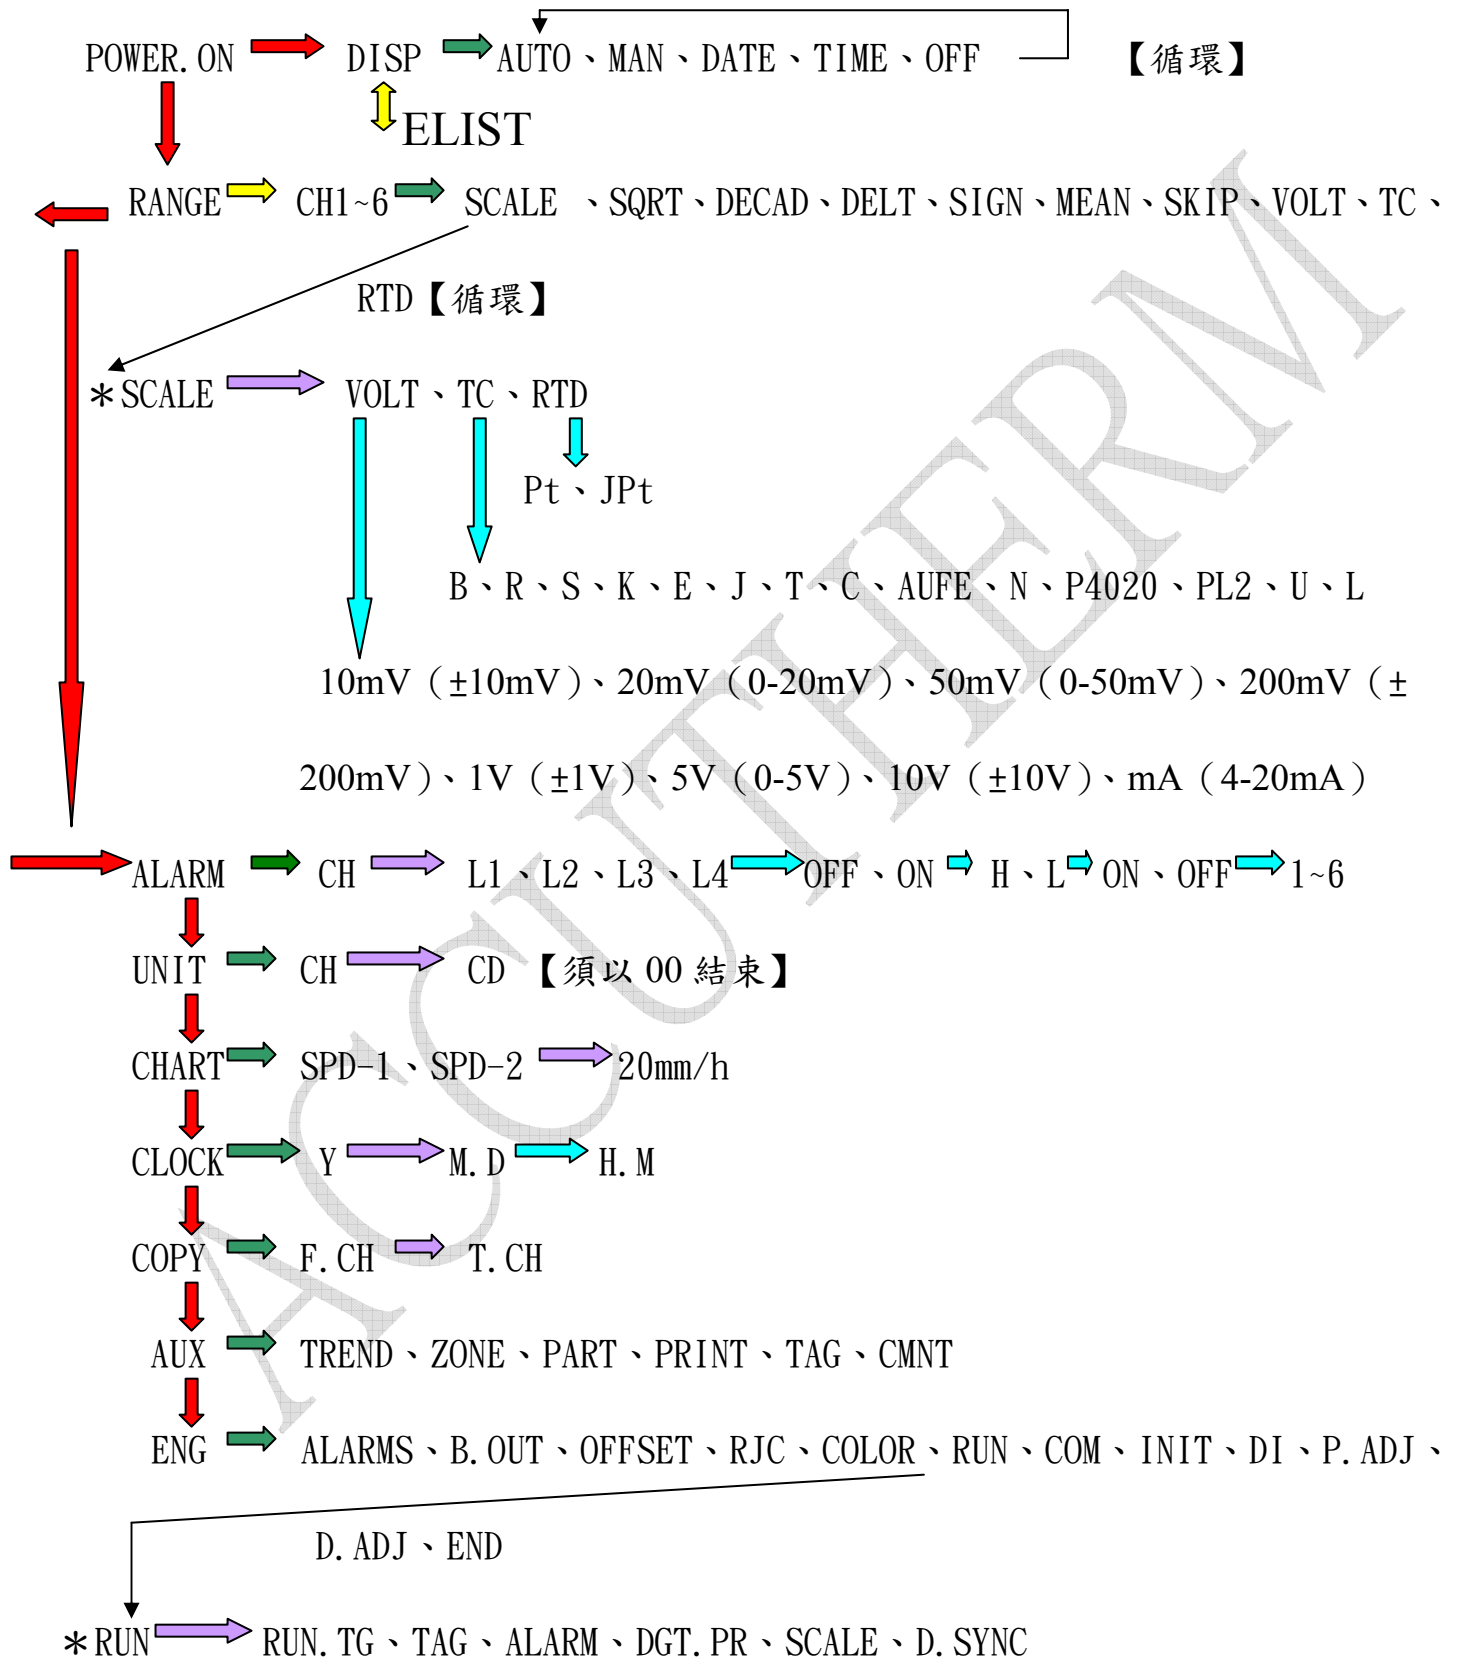 POWER.ON DISP AUTO、MAN、DATE、TIME、OFF 【循環】
ELIST
RANGE CH1~6 SCALE 、SQRT、DECAD、DELT、SIGN、MEAN、SKIP、VOLT、TC、
RTD【循環】
*SCALE VOLT、TC、RTD
Pt、JPt
B、R、S、K、E、J、T、C、AUFE、N、P4020、PL2、U、L
10mV(±10mV)、20mV(0-20mV)、50mV(0-50mV)、200mV(±
200mV)、1V(±1V)、5V(0-5V)、10V(±10V)、mA(4-20mA)
ALARM CH L1、L2、L3、L4 OFF、ON H、L ON、OFF 1~6
UNIT CH CD 【須以 00 結束】
CHART SPD-1、SPD-2 20mm/h
CLOCK Y M.D H.M
COPY F.CH T.CH
AUX TREND、ZONE、PART、PRINT、TAG、CMNT
ENG ALARMS、B.OUT、OFFSET、RJC、COLOR、RUN、COM、INIT、DI、P.ADJ、
D.ADJ、END
*RUN RUN.TG、TAG、ALARM、DGT.PR、SCALE、D.SYNC
ACCUTHERM